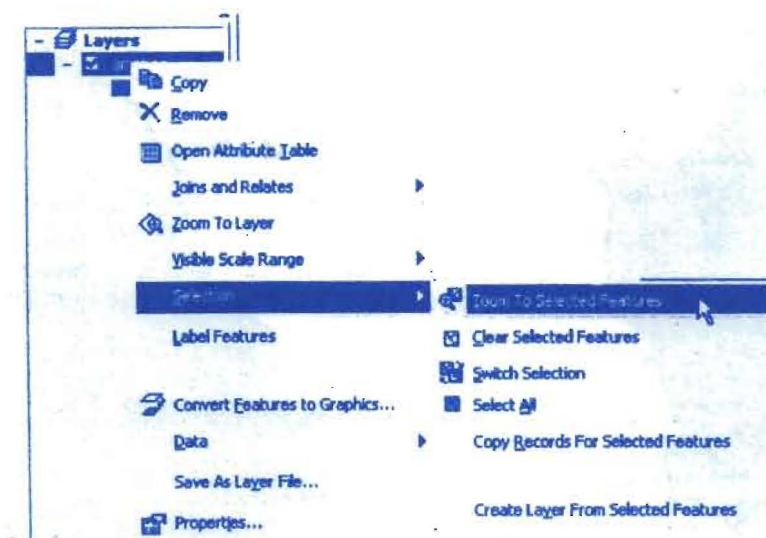 Layers
Copy
Remove
Open Attribute Table
Joins and Relates
Zoom To Layer
Visible Scale Range
Selection
Label Features
Convert Features to Graphics...
Data
Save As Layer File...
Properties...
Zoom To Selected Features
Clear Selected Features
Switch Selection
Select All
Copy Records For Selected Features
Create Layer From Selected Features